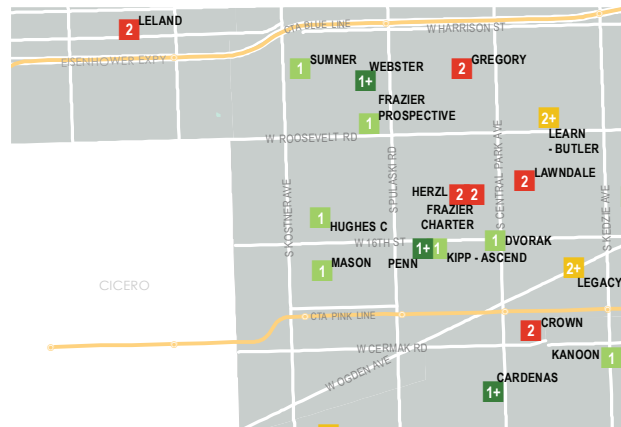 2 LELAND
CTA BLUE LINE
W HARRISON ST
EISENHOWER EXPY
1 SUMNER
1+ WEBSTER
2 GREGORY
1 FRAZIER
PROSPECTIVE
2+
LEARN
- BUTLER
W ROOSEVELT RD
S KOSTNER AVE
S PULASKI RD
S CENTRAL PARK AVE
S KEDZIE AVE
2 LAWNDALE
HERZL 2 2
FRAZIER
CHARTER
1
HUGHES C
W 16TH ST
1 DVORAK
1 MASON
PENN 1+ 1
KIPP - ASCEND
2+
LEGACY
CICERO
CTA PINK LINE
2 CROWN
W CERMAK RD
KANOON 1
W OGDEN AVE
CARDENAS
1+